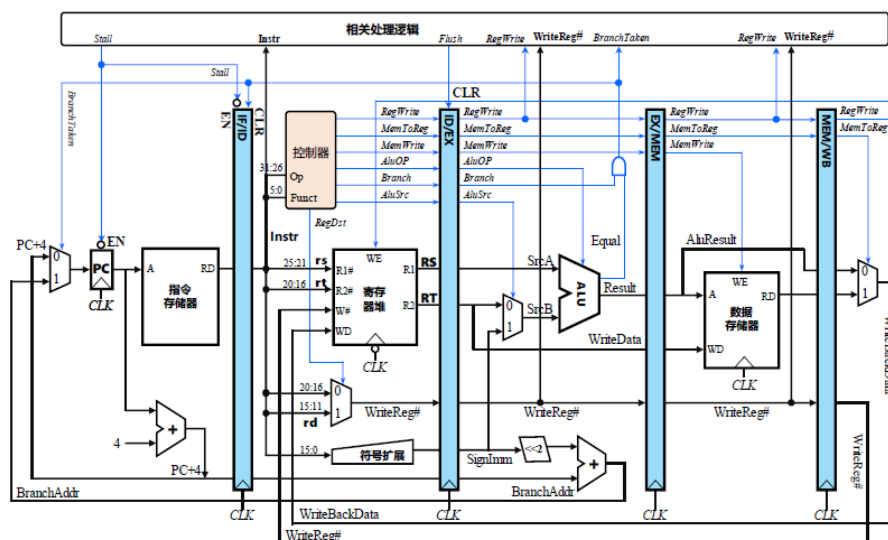 相关处理逻辑
Stall
Instr
Flush
RegWrite
WriteReg#
BranchTaken
RegWrite
WriteReg#
Stall
CLR
BranchTaken
EN
IF/ID
CLR
ID/EX
EX/MEM
MEM/WB
控制器
Op
Funct
31:26
5:0
RegWrite
MemToReg
MemWrite
AluOP
Branch
AluSrc
RegDst
RegWrite
MemToReg
MemWrite
AluOP
Branch
AluSrc
RegWrite
MemToReg
MemWrite
RegWrite
MemToReg
Instr
Equal
PC+4
0
1
PC
EN
CLK
A
RD
指令
存储器
25:21
rs
20:16
rt
WE
R1#
R2#
W#
WD
R1
R2
寄存
器堆
CLK
RS
RT
0
1
SrcA
SrcB
ALU
Result
WriteData
AluResult
WE
A
RD
数据
存储器
WD
CLK
0
1
20:16
15:11
rd
0
1
WriteReg#
WriteReg#
WriteReg#
WriteReg#
4
+
PC+4
15:0
符号扩展
SignImm
<<2
+
BranchAddr
BranchAddr
CLK
CLK
CLK
CLK
WriteBackData
WriteReg#